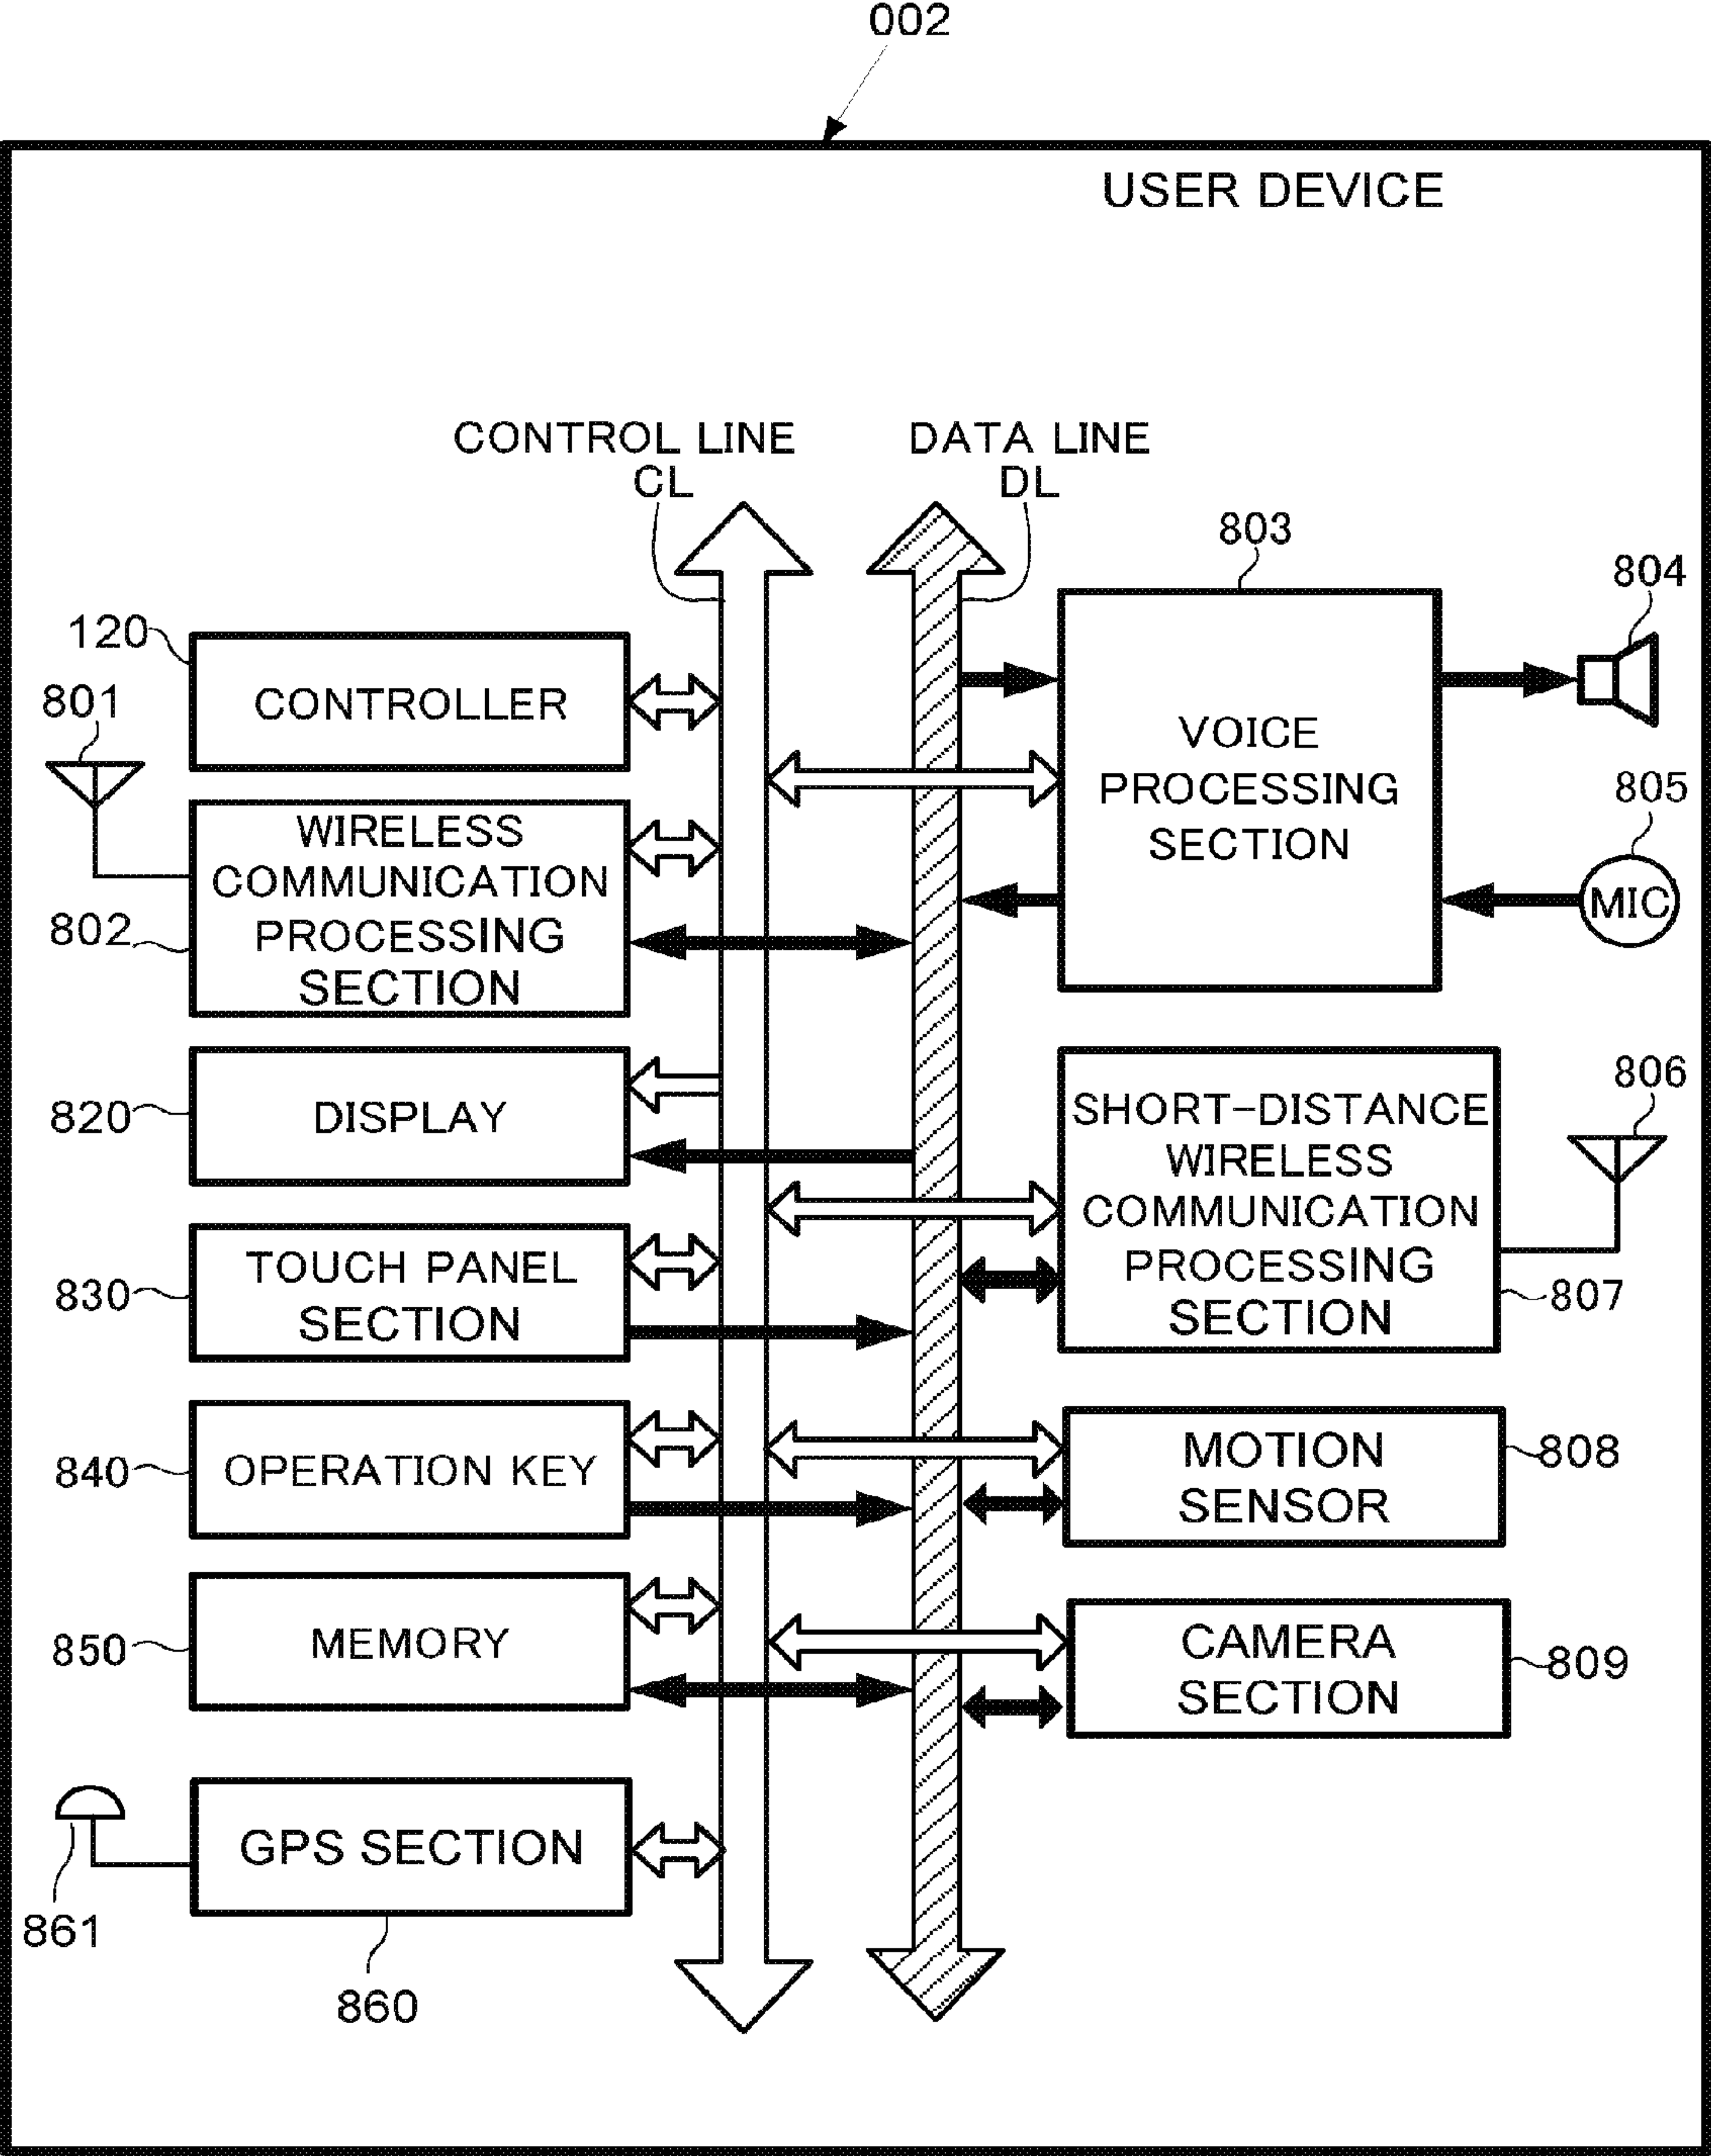 002
USER DEVICE
CONTROL LINE
CL
DATA LINE
DL
120
CONTROLLER
801
WIRELESS
COMMUNICATION
PROCESSING
SECTION
802
820
DISPLAY
830
TOUCH PANEL
SECTION
840
OPERATION KEY
850
MEMORY
861
GPS SECTION
860
803
VOICE
PROCESSING
SECTION
804
805
MIC
SHORT-DISTANCE
WIRELESS
COMMUNICATION
PROCESSING
SECTION
806
807
MOTION
SENSOR
808
CAMERA
SECTION
809